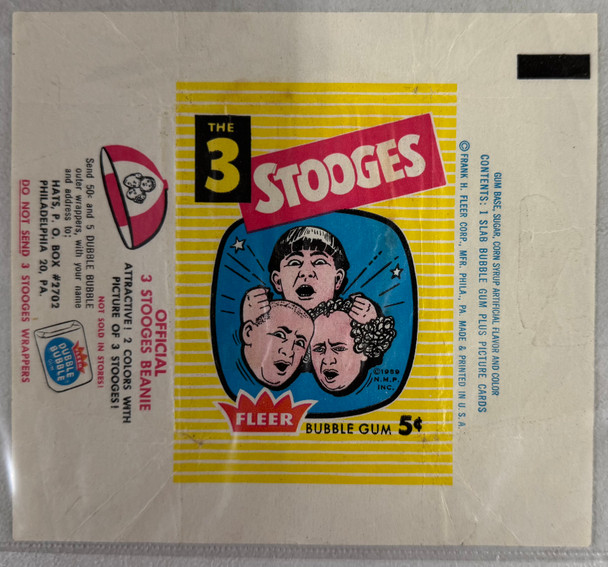 THE
3
STOOGES
©1959
N.M.P.
INC.
FLEER
BUBBLE GUM 5¢
OFFICIAL
3 STOOGES BEANIE
ATTRACTIVE! 2 COLORS WITH
PICTURE OF 3 STOOGES!
NOT SOLD IN STORES!
Send 50¢ and 5 DUBBLE BUBBLE
outer wrappers, with your name
and address to:
HATS P. O. BOX #2702
PHILADELPHIA 20, PA.
DO NOT SEND 3 STOOGES WRAPPERS
FLEER
DUBBLE
BUBBLE
GUM
GUM BASE, SUGAR, CORN SYRUP ARTIFICIAL FLAVOR AND COLOR
CONTENTS: 1 SLAB BUBBLE GUM PLUS PICTURE CARDS
© FRANK H. FLEER CORP., MFR. PHILA., PA. MADE & PRINTED IN U.S.A.